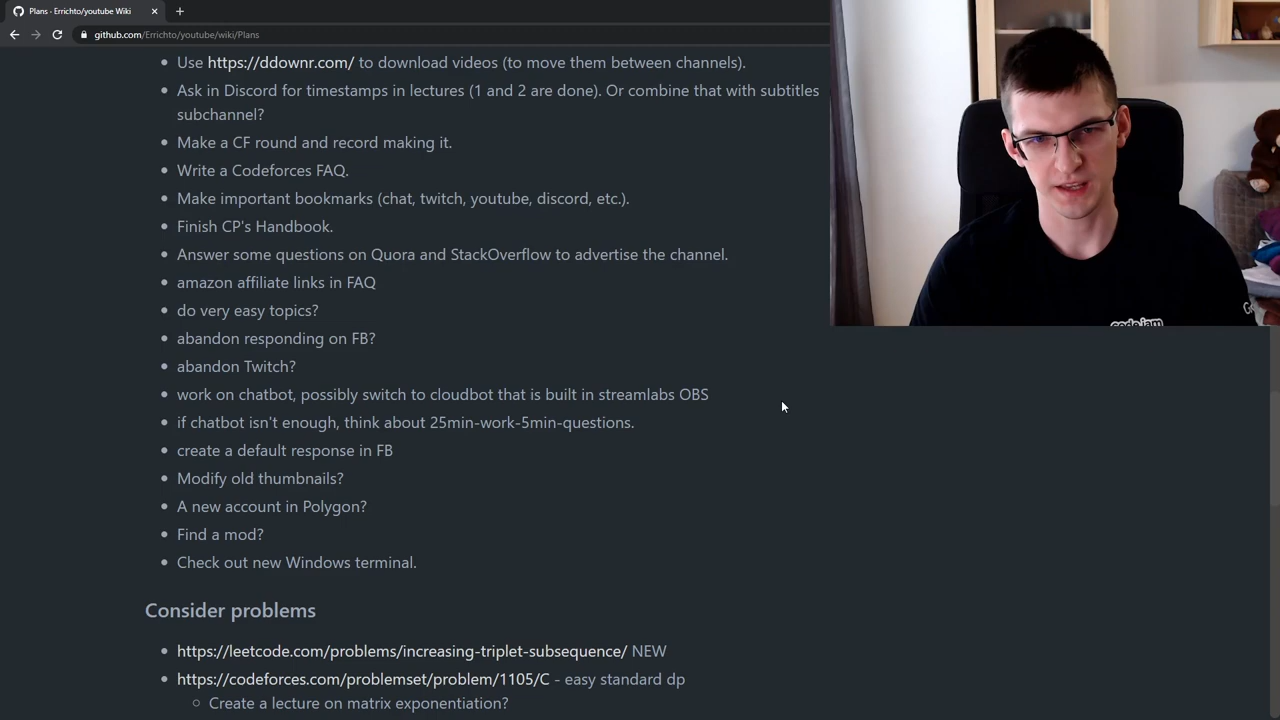 Plans · Errichto/youtube Wiki
github.com/Errichto/youtube/wiki/Plans
Use https://ddownr.com/ to download videos (to move them between channels).
Ask in Discord for timestamps in lectures (1 and 2 are done). Or combine that with subtitles
subchannel?
Make a CF round and record making it.
Write a Codeforces FAQ.
Make important bookmarks (chat, twitch, youtube, discord, etc.).
Finish CP's Handbook.
Answer some questions on Quora and StackOverflow to advertise the channel.
amazon affiliate links in FAQ
do very easy topics?
abandon responding on FB?
abandon Twitch?
work on chatbot, possibly switch to cloudbot that is built in streamlabs OBS
if chatbot isn't enough, think about 25min-work-5min-questions.
create a default response in FB
Modify old thumbnails?
A new account in Polygon?
Find a mod?
Check out new Windows terminal.
Consider problems
https://leetcode.com/problems/increasing-triplet-subsequence/ NEW
https://codeforces.com/problemset/problem/1105/C - easy standard dp
Create a lecture on matrix exponentiation?
code jam